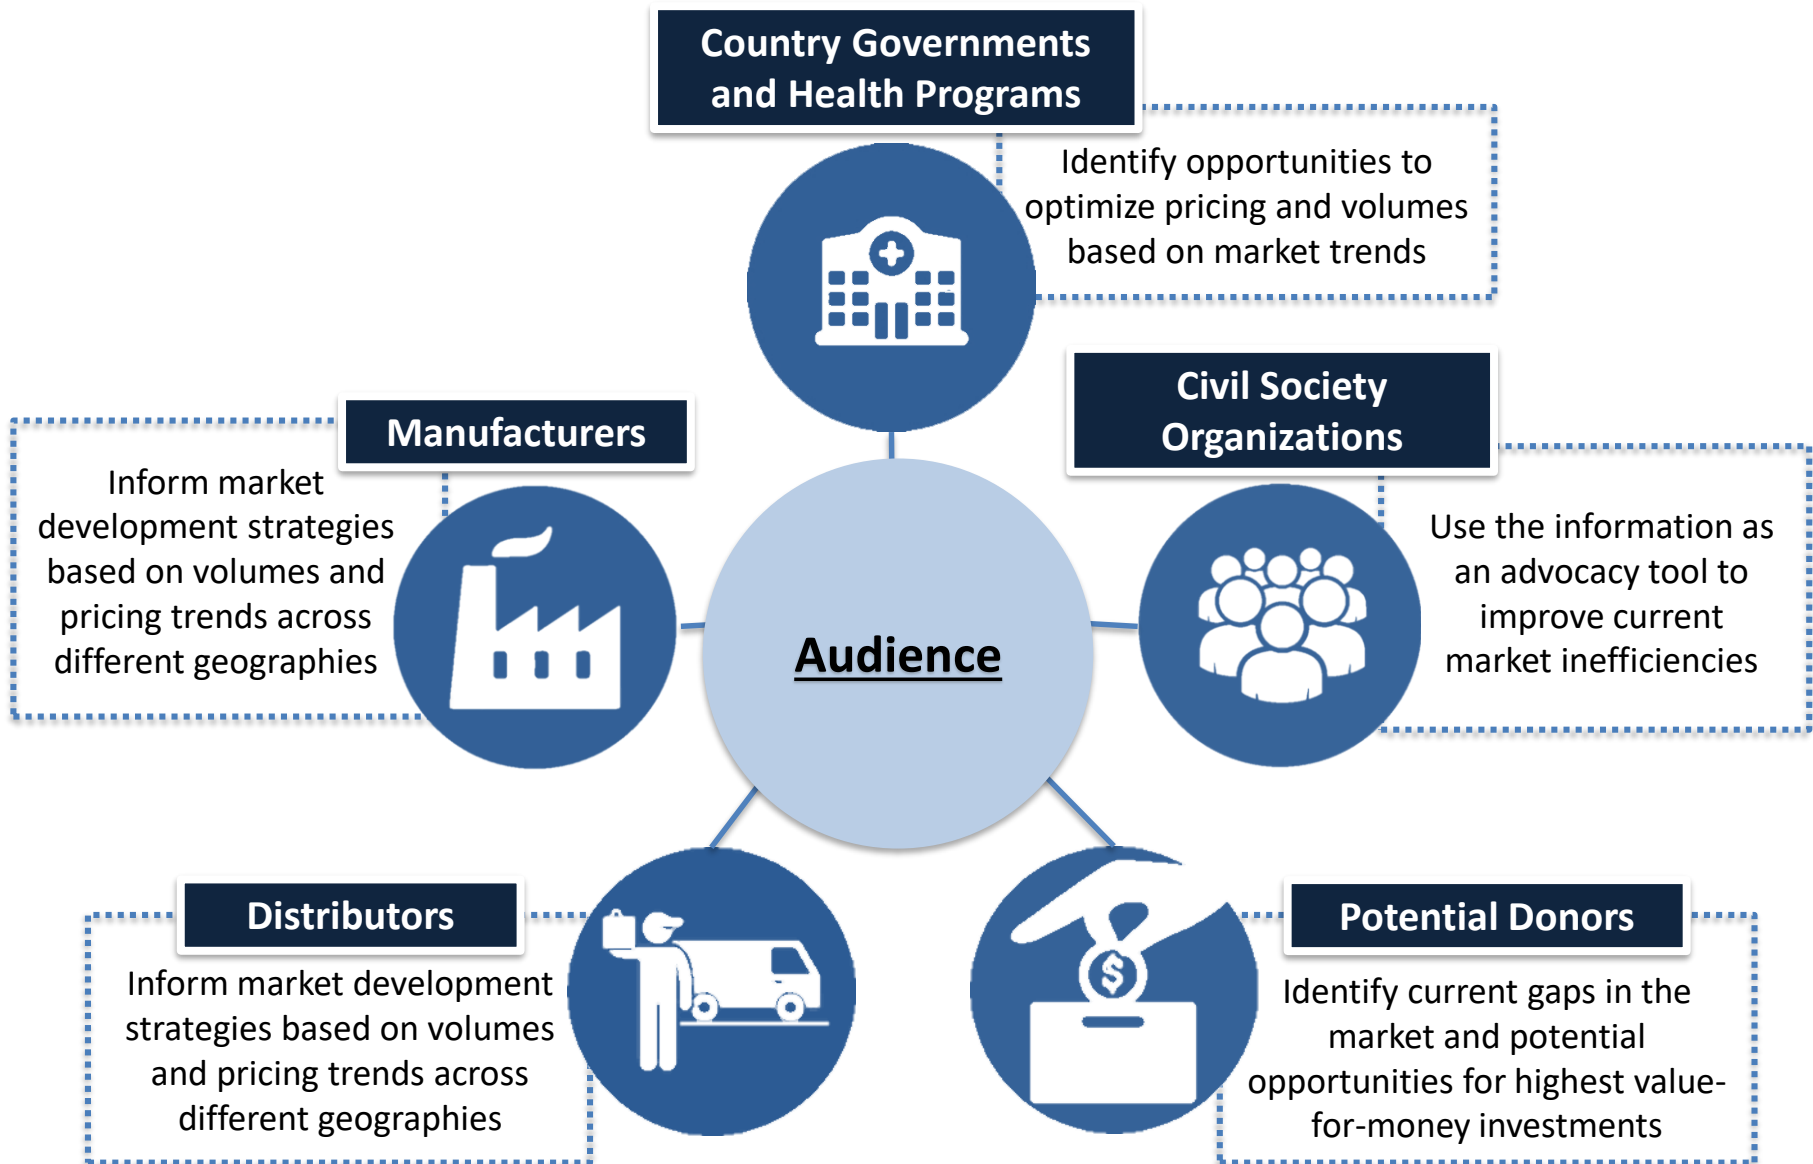 Country Governments
and Health Programs
Identify opportunities to
optimize pricing and volumes
based on market trends
Manufacturers
Inform market
development strategies
based on volumes and
pricing trends across
different geographies
Civil Society
Organizations
Use the information as
an advocacy tool to
improve current
market inefficiencies
Audience
Distributors
Inform market development
strategies based on volumes
and pricing trends across
different geographies
Potential Donors
$
Identify current gaps in the
market and potential
opportunities for highest value-
for-money investments